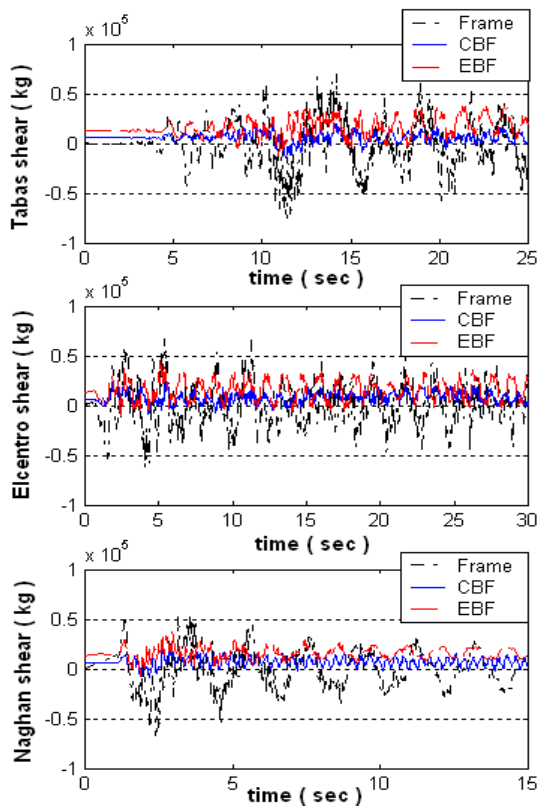 x 10^5
Frame
CBF
EBF
1
0.5
0
-0.5
-1
Tabas shear ( kg )
0 5 10 15 20 25
time ( sec )
x 10^5
Frame
CBF
EBF
1
0.5
0
-0.5
-1
Elcentro shear ( kg )
0 5 10 15 20 25 30
time ( sec )
x 10^5
Frame
CBF
EBF
1
0.5
0
-0.5
-1
Naghan shear ( kg )
0 5 10 15
time ( sec )